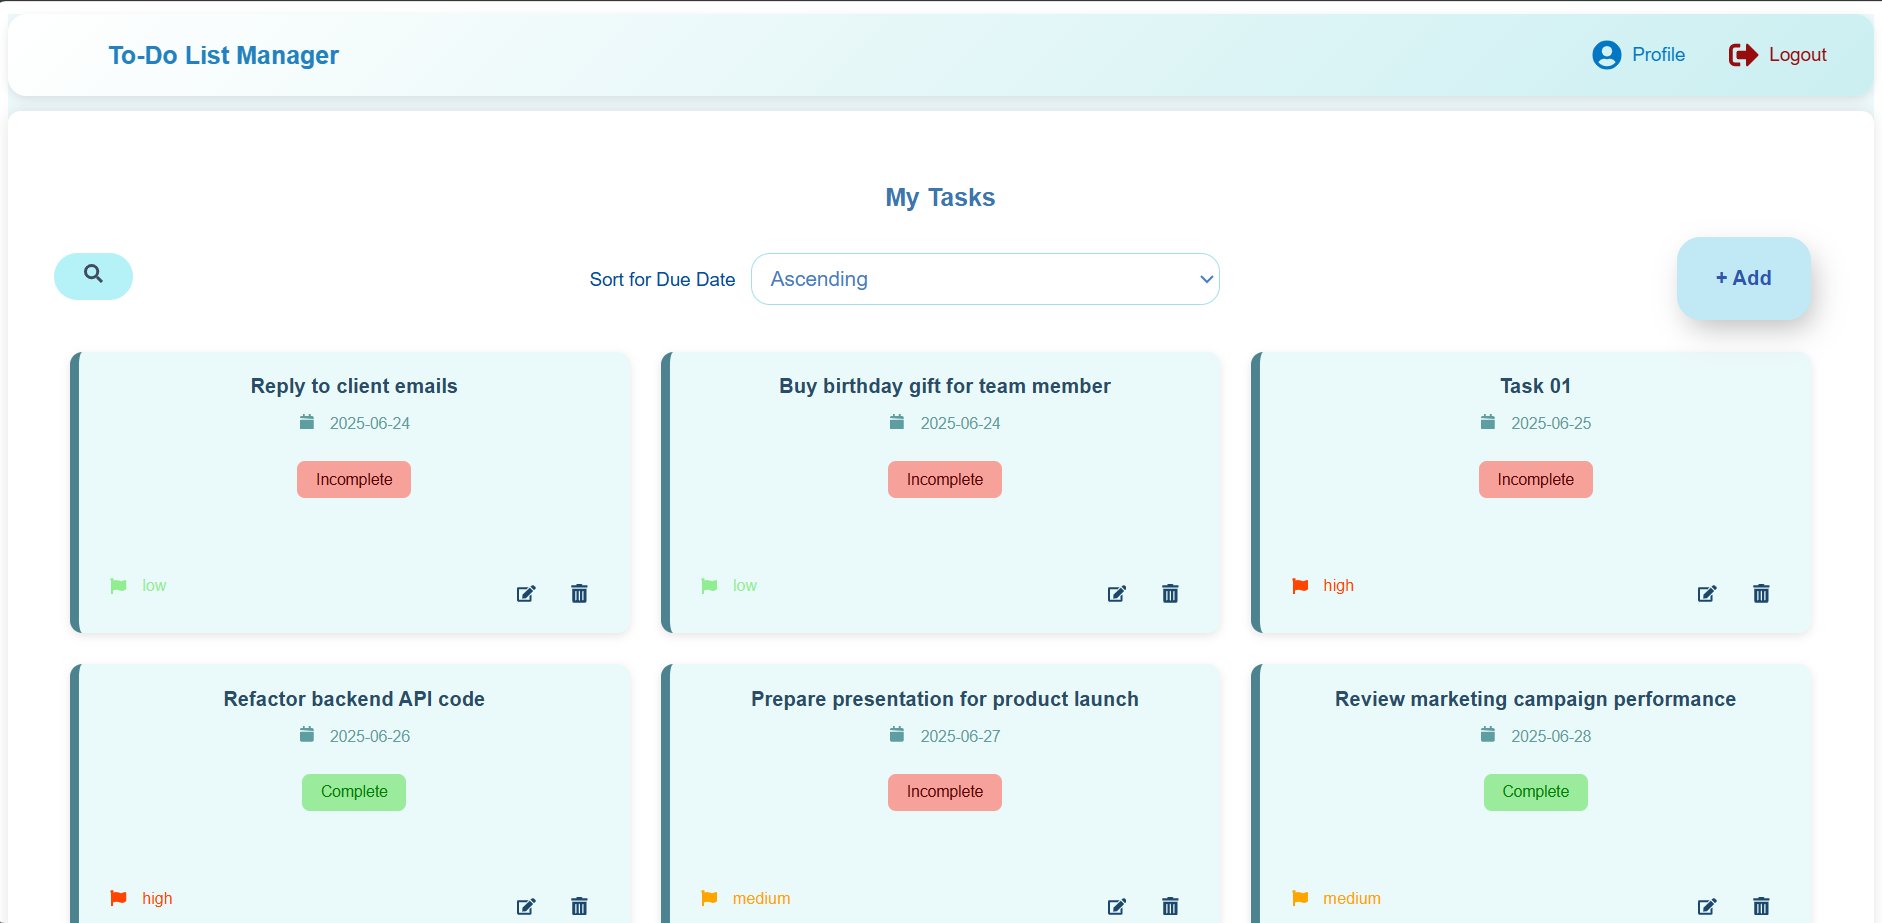 To-Do List Manager
Profile
Logout
My Tasks
Sort for Due Date
Ascending
+ Add
Reply to client emails
2025-06-24
Incomplete
low
Buy birthday gift for team member
2025-06-24
Incomplete
low
Task 01
2025-06-25
Incomplete
high
Refactor backend API code
2025-06-26
Complete
high
Prepare presentation for product launch
2025-06-27
Incomplete
medium
Review marketing campaign performance
2025-06-28
Complete
medium